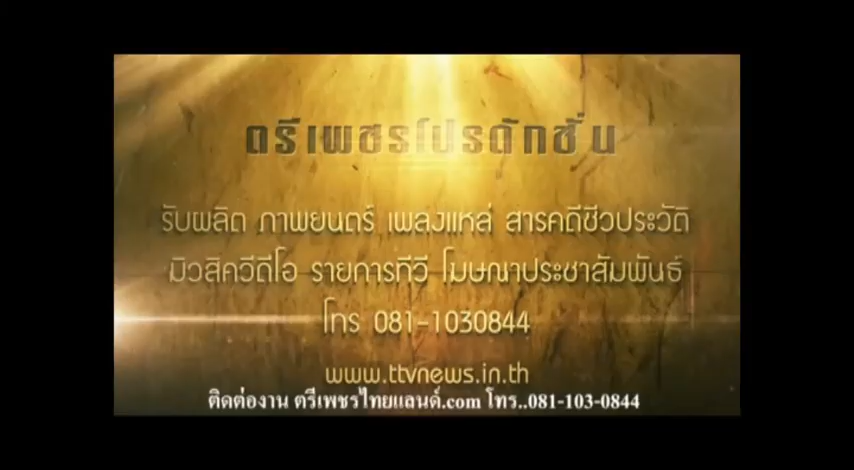 ตรีเพชรโปรดักชั่น
รับผลิต ภาพยนตร์ เพลงแหล่ สารคดีชีวประวัติ
มิวสิควีดีโอ รายการทีวี โฆษณาประชาสัมพันธ์
โทร 081-1030844
www.ttvnews.in.th
ติดต่องาน ตรีเพชรไทยแลนด์.com โทร..081-103-0844